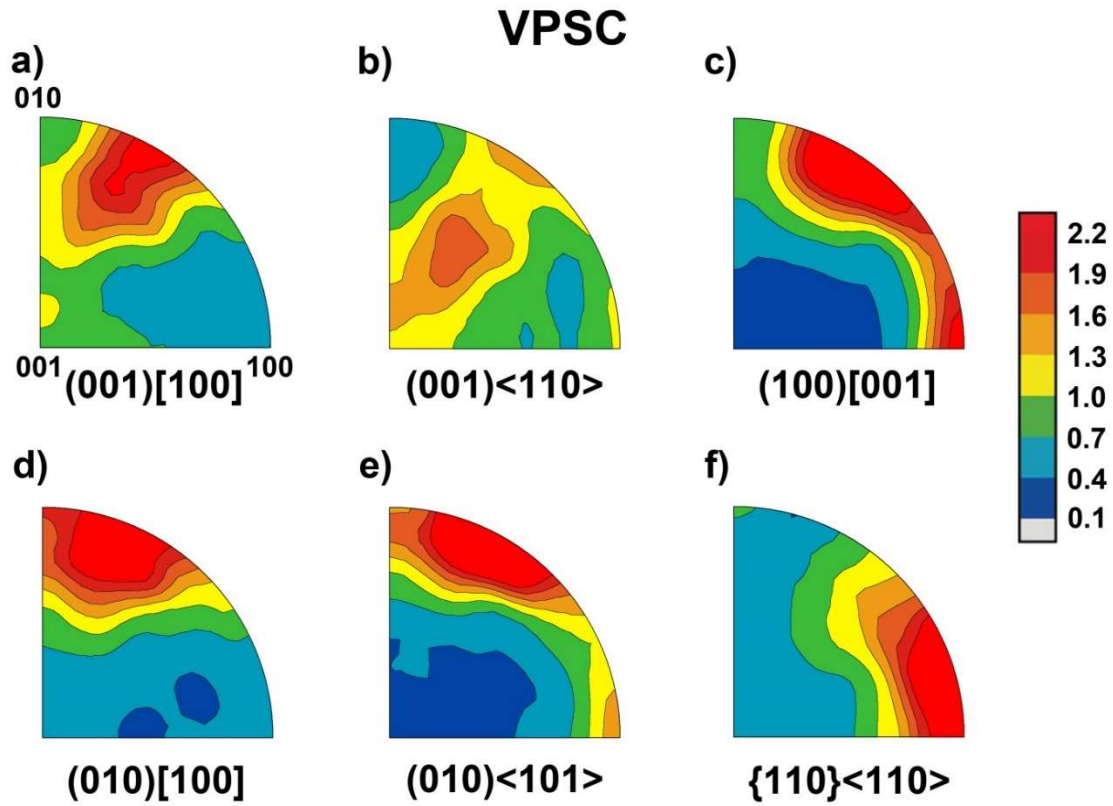 VPSC
a)
b)
c)
010
001
100
(001)[100]
(001)<110>
(100)[001]
2.2
1.9
1.6
1.3
1.0
0.7
0.4
0.1
d)
e)
f)
(010)[100]
(010)<101>
{110}<110>